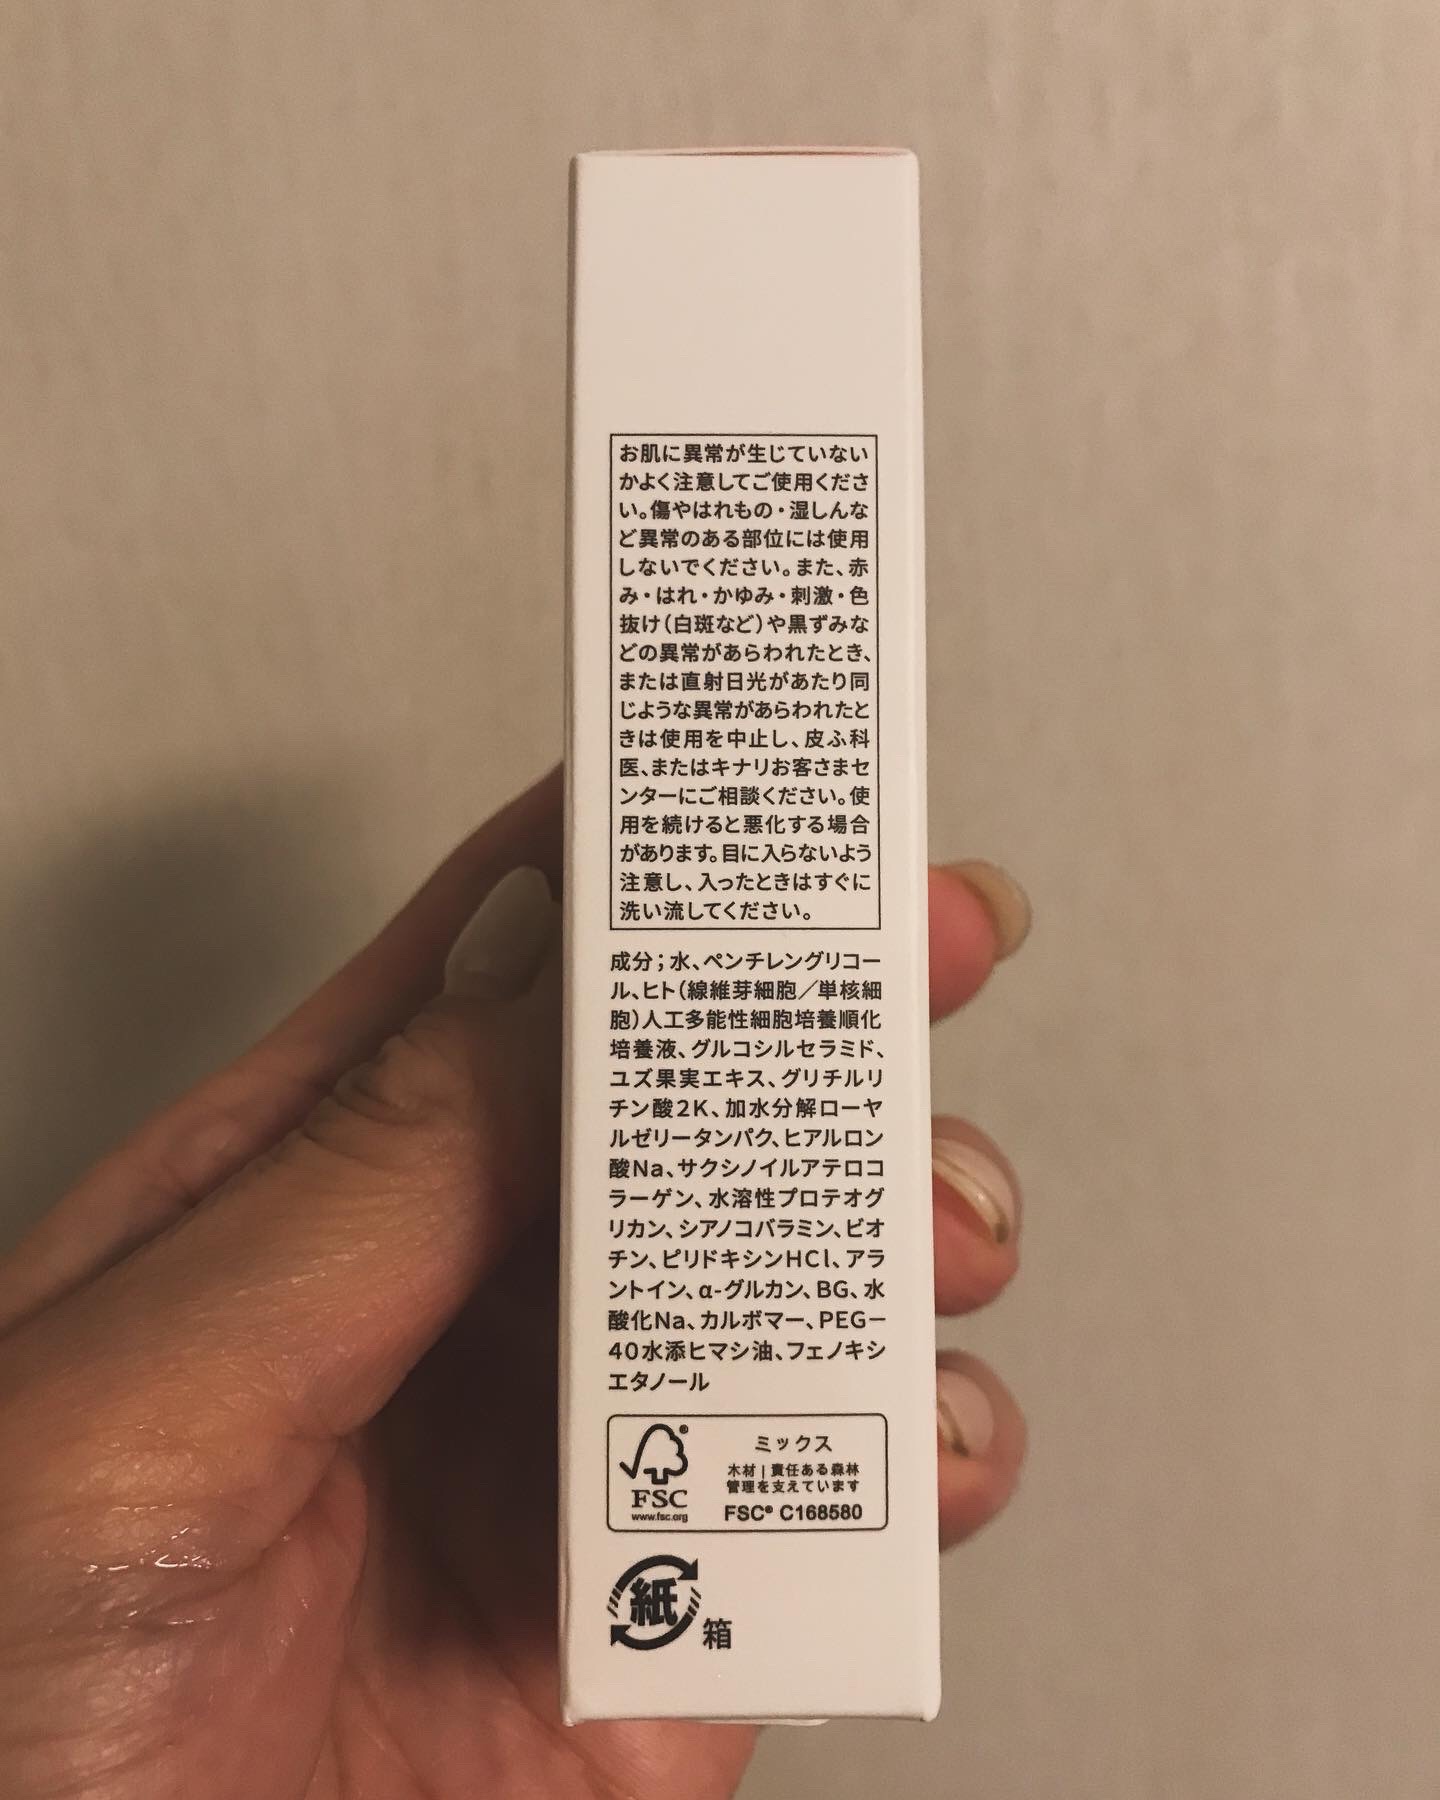 お肌に異常が生じていない
かよく注意してご使用くださ
い。傷やはれもの・湿しんな
ど異常のある部位には使用
しないでください。また、赤
み・はれ・かゆみ・刺激・色
抜け（白斑など）や黒ずみな
どの異常があらわれたとき、
または直射日光があたり同
じような異常があらわれたと
きは使用を中止し、皮ふ科
医、またはキナリお客さまセ
ンターにご相談ください。使
用を続けると悪化する場合
があります。目に入らないよう
注意し、入ったときはすぐに
洗い流してください。
成分；水、ペンチレングリコー
ル、ヒト（線維芽細胞／単核細
胞）人工多能性細胞培養順化
培養液、グルコシルセラミド、
ユズ果実エキス、グリチルリ
チン酸2K、加水分解ローヤ
ルゼリータンパク、ヒアルロン
酸Na、サクシノイルアテロコ
ラーゲン、水溶性プロテオグ
リカン、シアノコバラミン、ビオ
チン、ピリドキシンHCl、アラ
ントイン、α-グルカン、BG、水
酸化Na、カルボマー、PEG－
40水添ヒマシ油、フェノキシ
エタノール
ミックス
木材 | 責任ある森林
管理を支えています
FSC® C168580
®
FSC
www.fsc.org
紙
箱